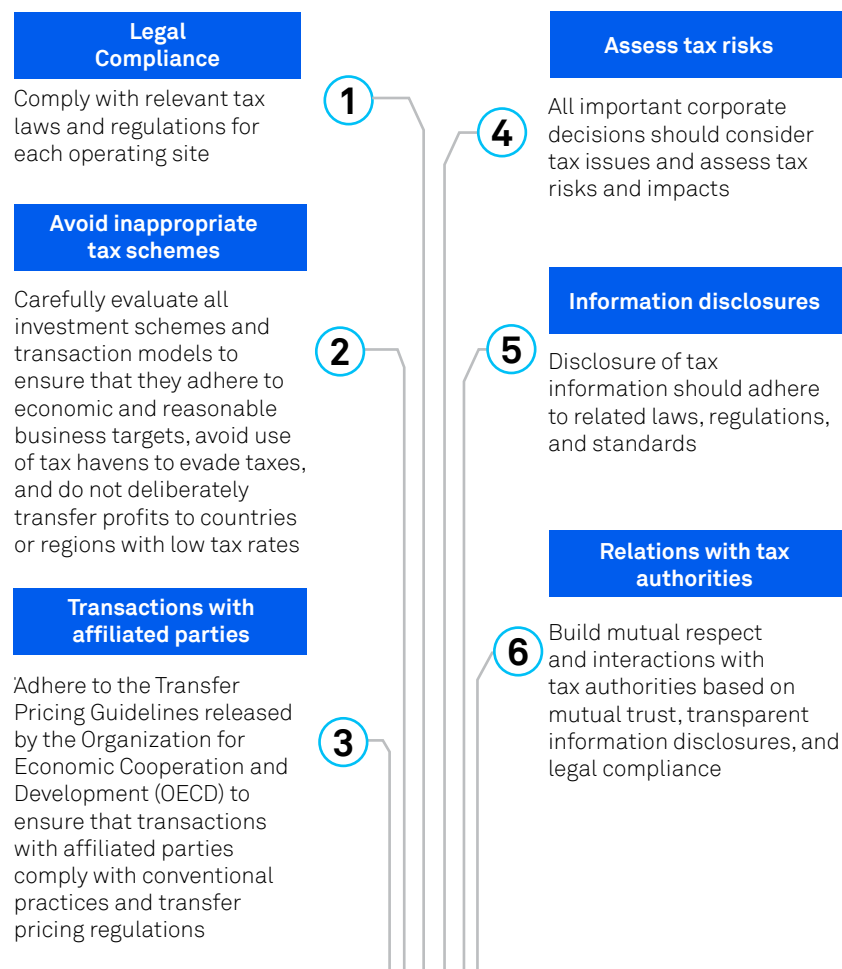 Legal
Compliance
Comply with relevant tax
laws and regulations for
each operating site
1
Avoid inappropriate
tax schemes
Carefully evaluate all
investment schemes and
transaction models to
ensure that they adhere to
economic and reasonable
business targets, avoid use
of tax havens to evade taxes,
and do not deliberately
transfer profits to countries
or regions with low tax rates
2
Transactions with
affiliated parties
'Adhere to the Transfer
Pricing Guidelines released
by the Organization for
Economic Cooperation and
Development (OECD) to
ensure that transactions
with affiliated parties
comply with conventional
practices and transfer
pricing regulations
3
Assess tax risks
4
All important corporate
decisions should consider
tax issues and assess tax
risks and impacts
Information disclosures
5
Disclosure of tax
information should adhere
to related laws, regulations,
and standards
Relations with tax
authorities
6
Build mutual respect
and interactions with
tax authorities based on
mutual trust, transparent
information disclosures, and
legal compliance